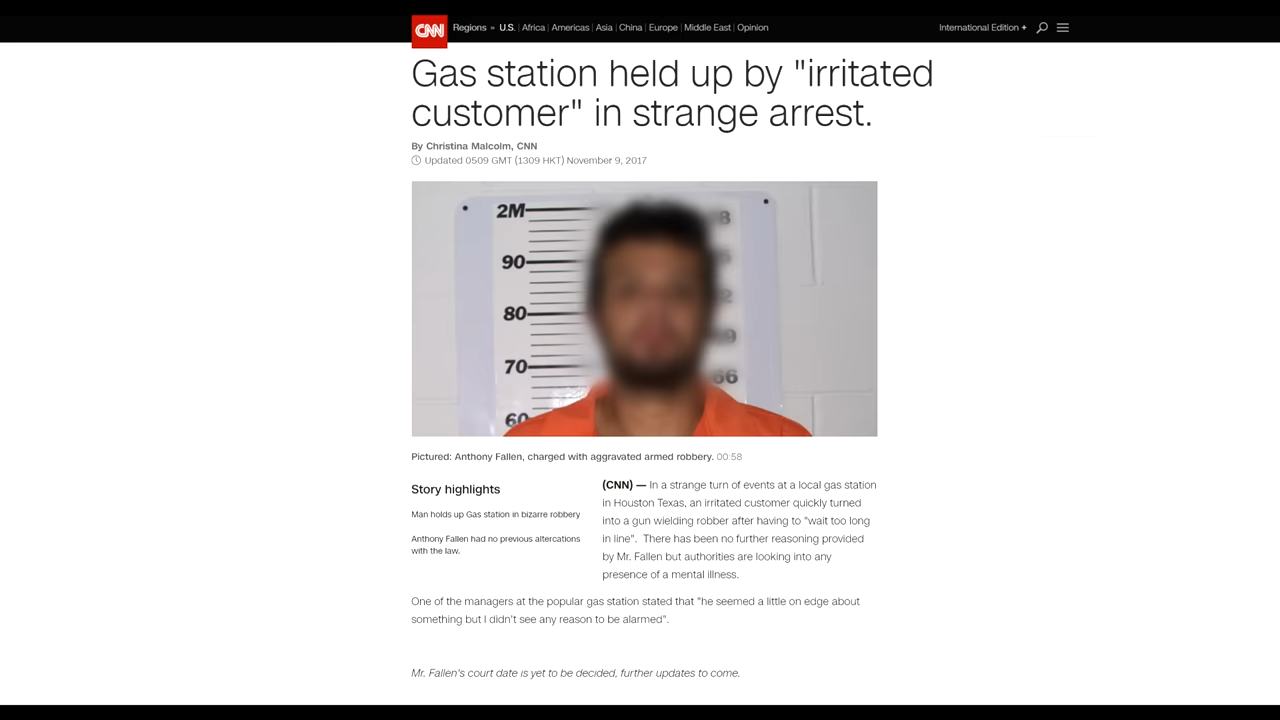 CNN
Regions » U.S. | Africa | Americas | Asia | China | Europe | Middle East | Opinion
International Edition +
Gas station held up by "irritated
customer" in strange arrest.
By Christina Malcolm, CNN
Updated 0509 GMT (1309 HKT) November 9, 2017
2M
90
80
70
60
66
Pictured: Anthony Fallen, charged with aggravated armed robbery. 00:58
Story highlights
Man holds up Gas station in bizarre robbery
Anthony Fallen had no previous altercations
with the law.
(CNN) — In a strange turn of events at a local gas station
in Houston Texas, an irritated customer quickly turned
into a gun wielding robber after having to "wait too long
in line".  There has been no further reasoning provided
by Mr. Fallen but authorities are looking into any
presence of a mental illness.
One of the managers at the popular gas station stated that "he seemed a little on edge about
something but I didn't see any reason to be alarmed".
Mr. Fallen's court date is yet to be decided, further updates to come.